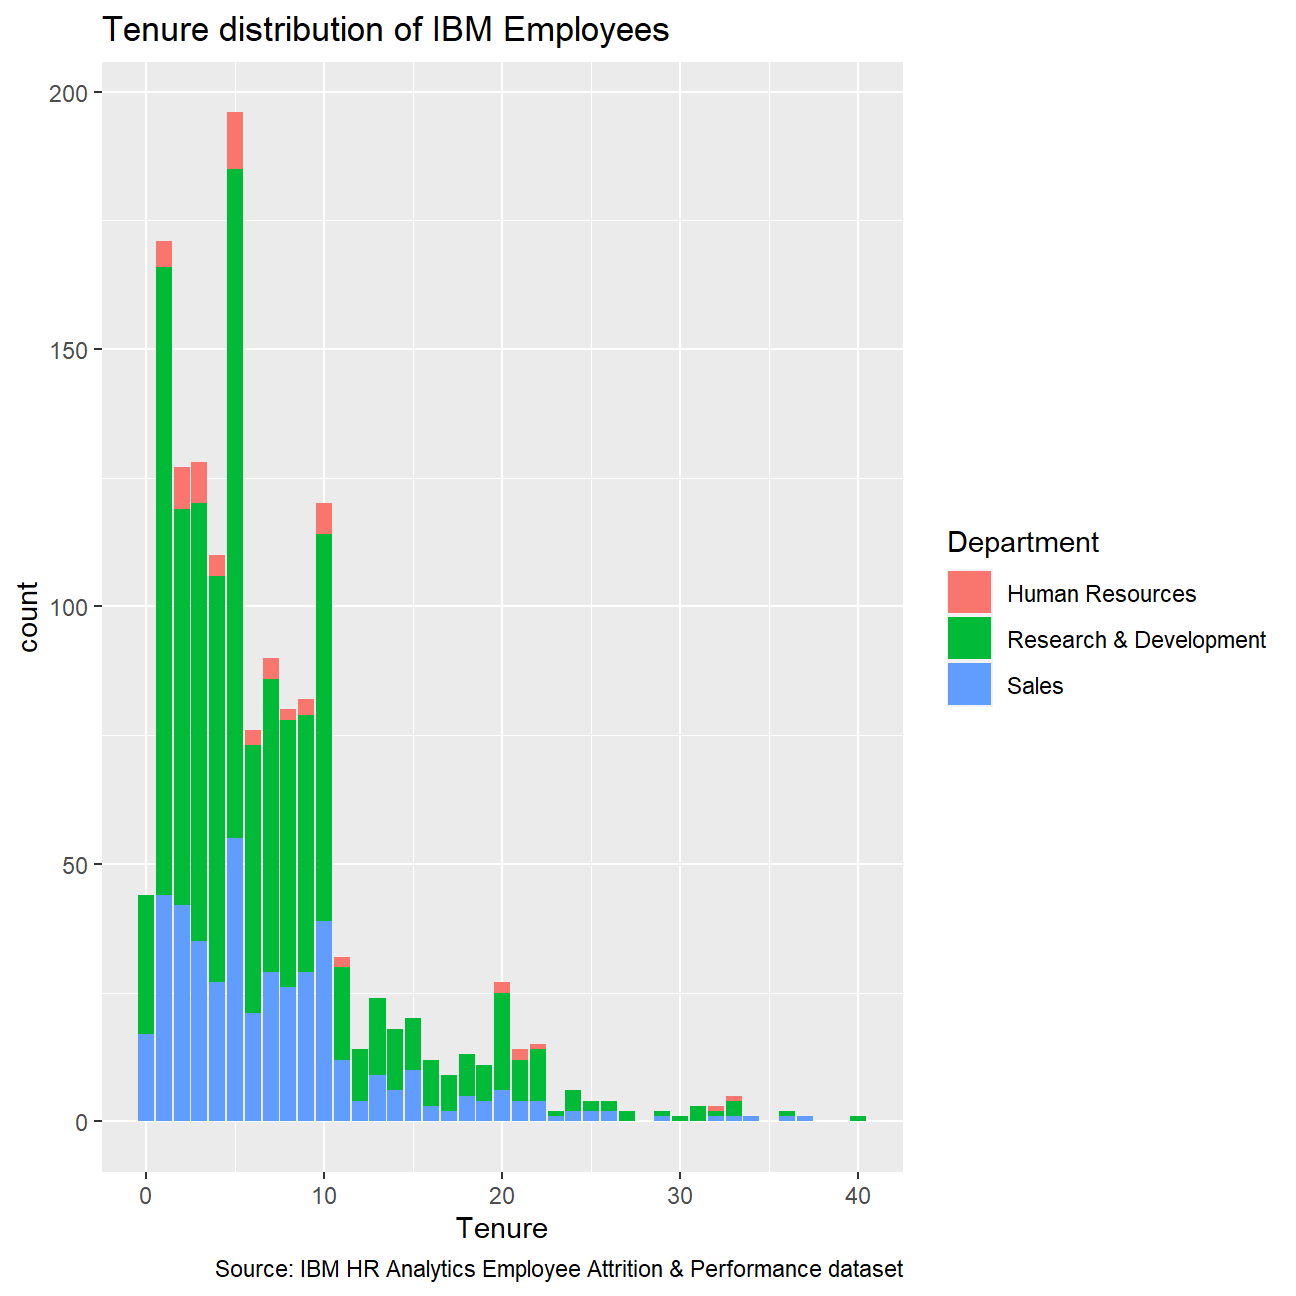 Tenure distribution of IBM Employees
200
150
100
50
0
count
0 10 20 30 40
Tenure
Department
Human Resources
Research & Development
Sales
Source: IBM HR Analytics Employee Attrition & Performance dataset